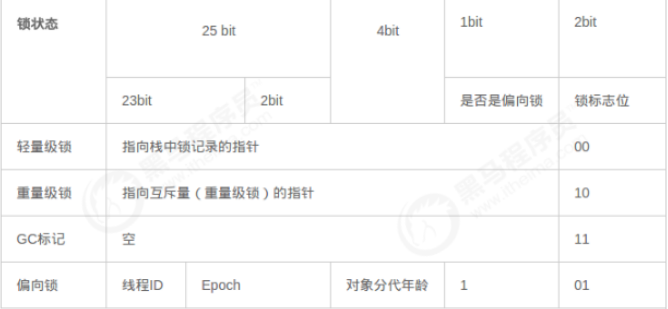 锁状态 25 bit 4bit 1bit 2bit
23bit 2bit 是否是偏向锁 锁标志位
轻量级锁 指向栈中锁记录的指针 00
重量级锁 指向互斥量（重量级锁）的指针 10
GC标记 空 11
偏向锁 线程ID Epoch 对象分代年龄 1 01
黑马程序员
www.itheima.com
黑马程序员
www.itheima.com